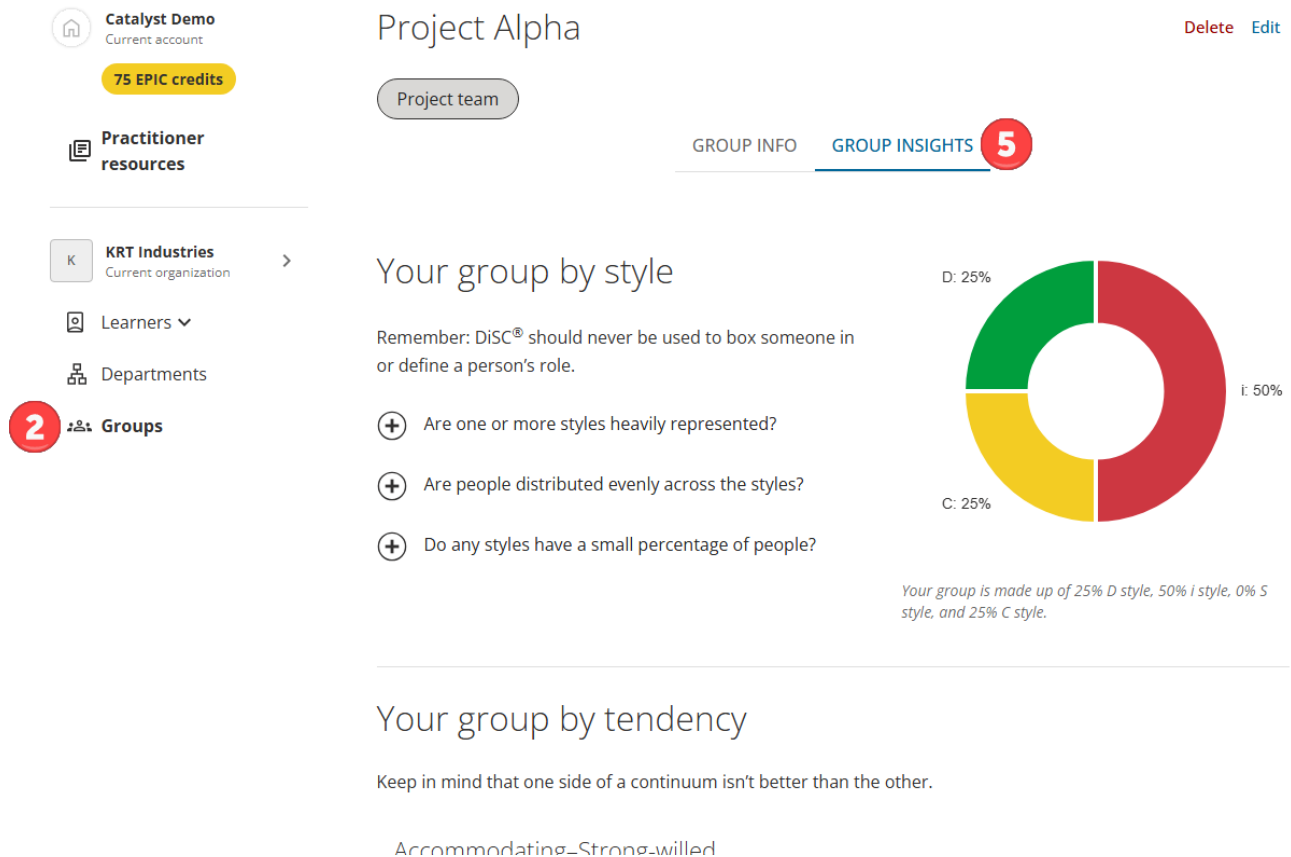 Catalyst Demo
Current account
75 EPIC credits
Practitioner
resources
K
KRT Industries
Current organization
Learners
Departments
2
Groups
Project Alpha
Delete Edit
Project team
GROUP INFO GROUP INSIGHTS
5
Your group by style
Remember: DiSC® should never be used to box someone in
or define a person's role.
Are one or more styles heavily represented?
Are people distributed evenly across the styles?
Do any styles have a small percentage of people?
D: 25%
i: 50%
C: 25%
Your group is made up of 25% D style, 50% i style, 0% S
style, and 25% C style.
Your group by tendency
Keep in mind that one side of a continuum isn't better than the other.
Accommodating–Strong-willed